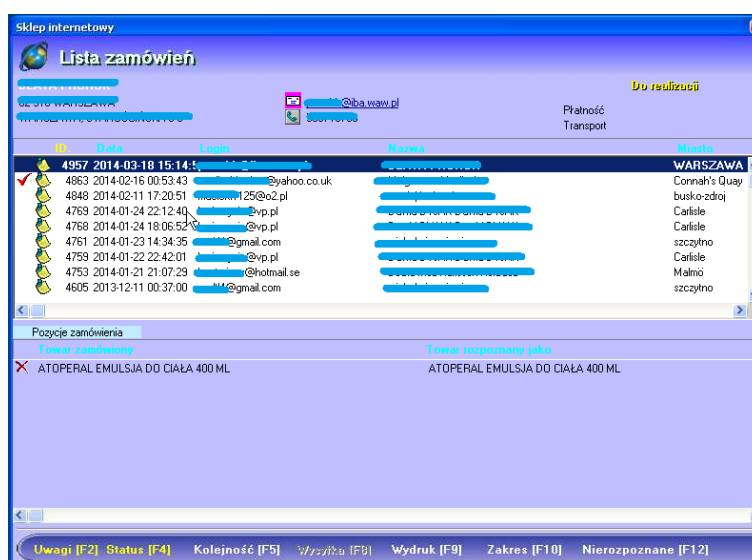 Sklep internetowy
Lista zamówień
Do realizacji
WARSZAWA
@iba.waw.pl
Płatność
Transport
ID. Data Login Nazwa Miasto
4957 2014-03-18 15:14:5 WARSZAWA
4863 2014-02-16 00:53:43 @yahoo.co.uk Connah's Quay
4848 2014-02-11 17:20:51 125@o2.pl busko-zdroj
4769 2014-01-24 22:12:40 @vp.pl Carlisle
4768 2014-01-24 18:06:52 @vp.pl Carlisle
4761 2014-01-23 14:34:35 @gmail.com szczytno
4759 2014-01-22 22:42:01 @vp.pl Carlisle
4753 2014-01-21 21:07:29 @hotmail.se Malmö
4605 2013-12-11 00:37:00 @gmail.com szczytno
Pozycje zamówienia
Towar zamówiony Towar rozpoznany jako
ATOPERAL EMULSJA DO CIAŁA 400 ML ATOPERAL EMULSJA DO CIAŁA 400 ML
Uwagi [F2] Status [F4] Kolejność [F5] Wysyłka [F8] Wydruk [F9] Zakres [F10] Nierozpoznane [F12]